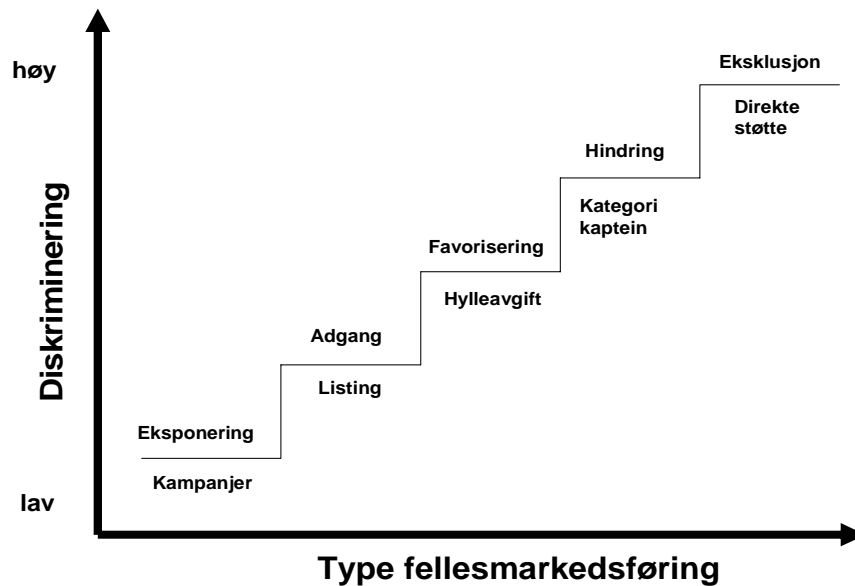 høy
Eksklusjon
Direkte
støtte
Hindring
Kategori
kaptein
Favorisering
Hylleavgift
Adgang
Listing
Eksponering
Kampanjer
lav
Diskriminering
Type fellesmarkedsføring